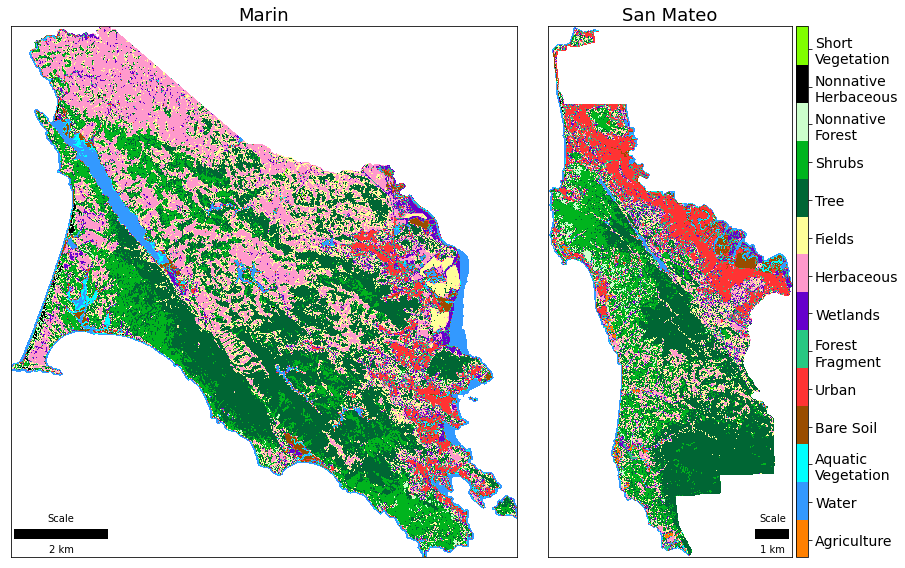 Marin
San Mateo
Short
Vegetation
Nonnative
Herbaceous
Nonnative
Forest
Shrubs
Tree
Fields
Herbaceous
Wetlands
Forest
Fragment
Urban
Bare Soil
Aquatic
Vegetation
Water
Agriculture
Scale
2 km
Scale
1 km